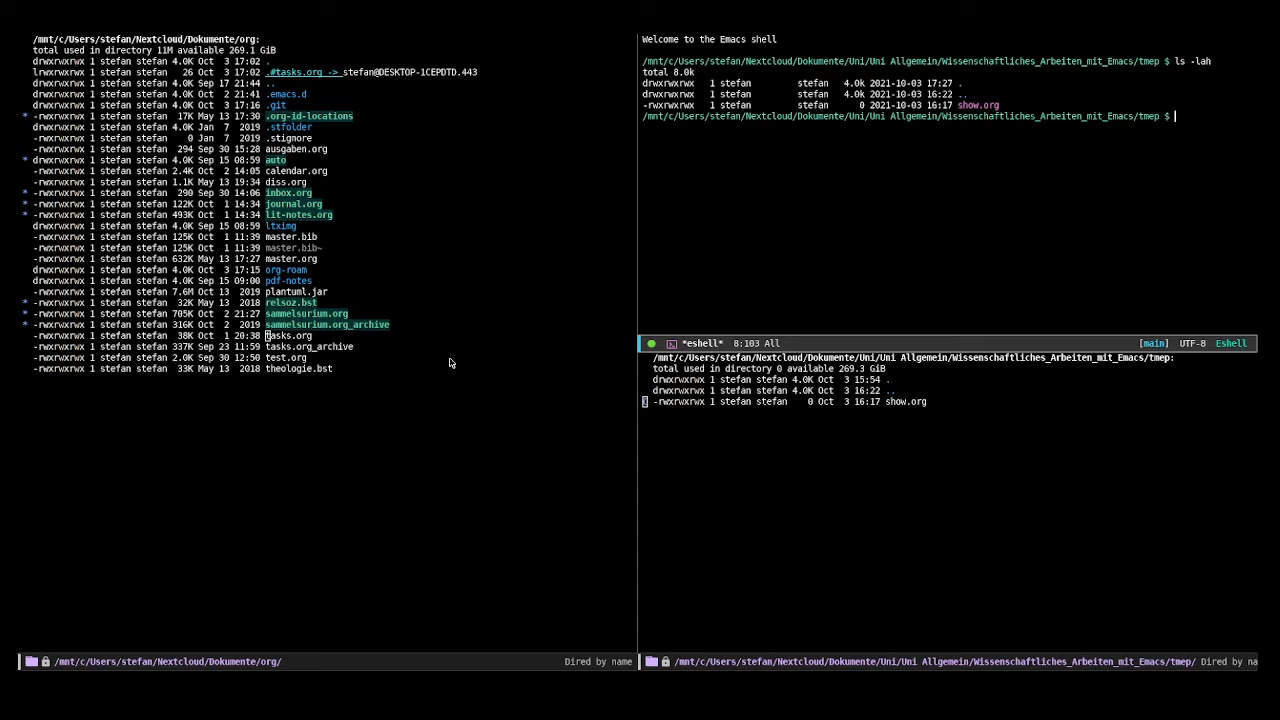 /mnt/c/Users/stefan/Nextcloud/Dokumente/org:
total used in directory 11M available 269.1 GiB
drwxrwxrwx 1 stefan stefan 4.0K Oct  3 17:02 .
lrwxrwxrwx 1 stefan stefan   26 Oct  3 17:02 .#tasks.org -> stefan@DESKTOP-1CEPDTD.443
drwxrwxrwx 1 stefan stefan 4.0K Sep 17 21:44 ..
drwxrwxrwx 1 stefan stefan 4.0K Oct  2 21:41 .emacs.d
drwxrwxrwx 1 stefan stefan 4.0K Oct  3 17:16 .git
* -rwxrwxrwx 1 stefan stefan  17K May 13 17:30 .org-id-locations
drwxrwxrwx 1 stefan stefan 4.0K Jan  7  2019 .stfolder
-rwxrwxrwx 1 stefan stefan    0 Jan  7  2019 .stignore
-rwxrwxrwx 1 stefan stefan  294 Sep 30 15:28 ausgaben.org
* drwxrwxrwx 1 stefan stefan 4.0K Sep 15 08:59 auto
-rwxrwxrwx 1 stefan stefan 2.4K Oct  2 14:05 calendar.org
-rwxrwxrwx 1 stefan stefan 1.1K May 13 19:34 diss.org
* -rwxrwxrwx 1 stefan stefan  290 Sep 30 14:06 inbox.org
* -rwxrwxrwx 1 stefan stefan 122K Oct  1 14:34 journal.org
* -rwxrwxrwx 1 stefan stefan 493K Oct  1 14:34 lit-notes.org
drwxrwxrwx 1 stefan stefan 4.0K Sep 15 08:59 ltximg
-rwxrwxrwx 1 stefan stefan 125K Oct  1 11:39 master.bib
-rwxrwxrwx 1 stefan stefan 125K Oct  1 11:39 master.bib~
-rwxrwxrwx 1 stefan stefan 632K May 13 17:27 master.org
drwxrwxrwx 1 stefan stefan 4.0K Oct  3 17:15 org-roam
drwxrwxrwx 1 stefan stefan 4.0K Sep 15 09:00 pdf-notes
-rwxrwxrwx 1 stefan stefan 7.6M Oct 13  2019 plantuml.jar
* -rwxrwxrwx 1 stefan stefan  32K May 13  2018 relsoz.bst
* -rwxrwxrwx 1 stefan stefan 705K Oct  2 21:27 sammelsurium.org
* -rwxrwxrwx 1 stefan stefan 316K Oct  2  2019 sammelsurium.org_archive
-rwxrwxrwx 1 stefan stefan  38K Oct  1 20:38 tasks.org
-rwxrwxrwx 1 stefan stefan 337K Sep 23 11:59 tasks.org_archive
-rwxrwxrwx 1 stefan stefan 2.0K Sep 30 12:50 test.org
-rwxrwxrwx 1 stefan stefan  33K May 13  2018 theologie.bst
/mnt/c/Users/stefan/Nextcloud/Dokumente/org/ Dired by name
Welcome to the Emacs shell
/mnt/c/Users/stefan/Nextcloud/Dokumente/Uni/Uni Allgemein/Wissenschaftliches_Arbeiten_mit_Emacs/tmep $ ls -lah
total 8.0k
drwxrwxrwx   1 stefan          stefan   4.0k 2021-10-03 17:27 .
drwxrwxrwx   1 stefan          stefan   4.0k 2021-10-03 16:22 ..
-rwxrwxrwx   1 stefan          stefan      0 2021-10-03 16:17 show.org
/mnt/c/Users/stefan/Nextcloud/Dokumente/Uni/Uni Allgemein/Wissenschaftliches_Arbeiten_mit_Emacs/tmep $
*eshell* 8:103 All [main] UTF-8 Eshell
/mnt/c/Users/stefan/Nextcloud/Dokumente/Uni/Uni Allgemein/Wissenschaftliches_Arbeiten_mit_Emacs/tmep:
total used in directory 0 available 269.3 GiB
drwxrwxrwx 1 stefan stefan 4.0K Oct  3 15:54 .
drwxrwxrwx 1 stefan stefan 4.0K Oct  3 16:22 ..
-rwxrwxrwx 1 stefan stefan    0 Oct  3 16:17 show.org
/mnt/c/Users/stefan/Nextcloud/Dokumente/Uni/Uni Allgemein/Wissenschaftliches_Arbeiten_mit_Emacs/tmep/ Dired by na